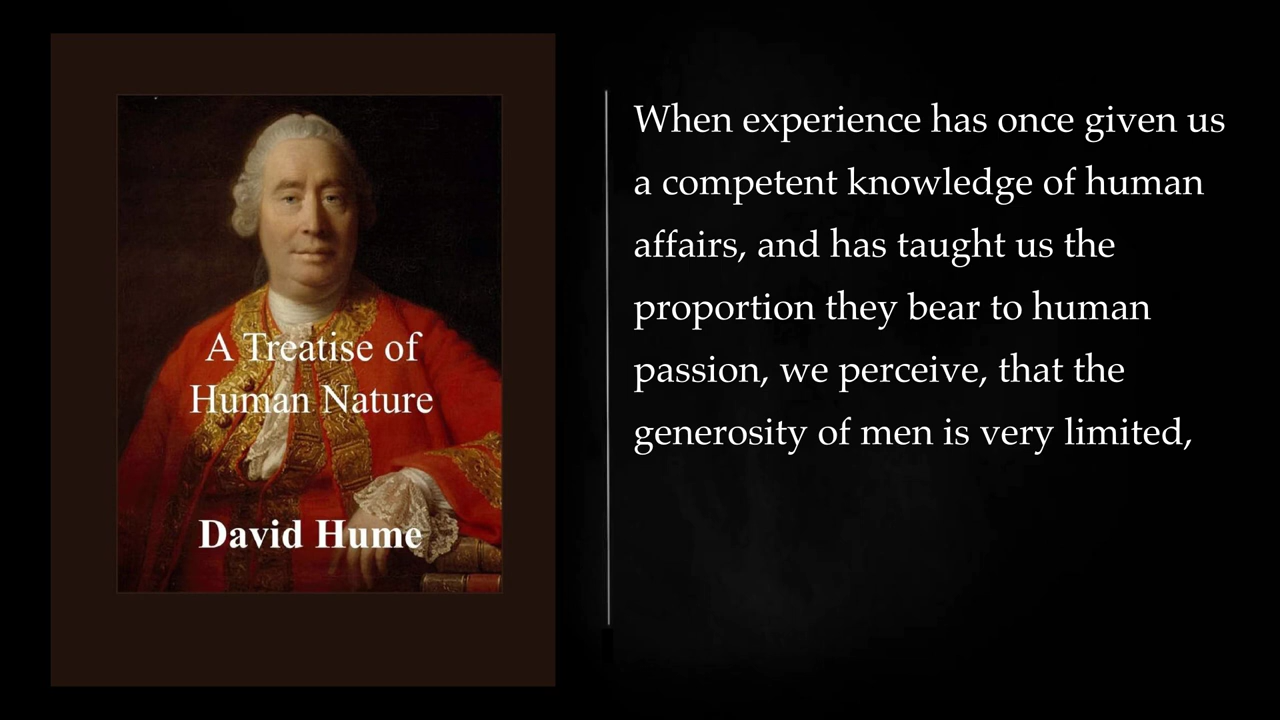 A Treatise of
Human Nature
David Hume
When experience has once given us
a competent knowledge of human
affairs, and has taught us the
proportion they bear to human
passion, we perceive, that the
generosity of men is very limited,